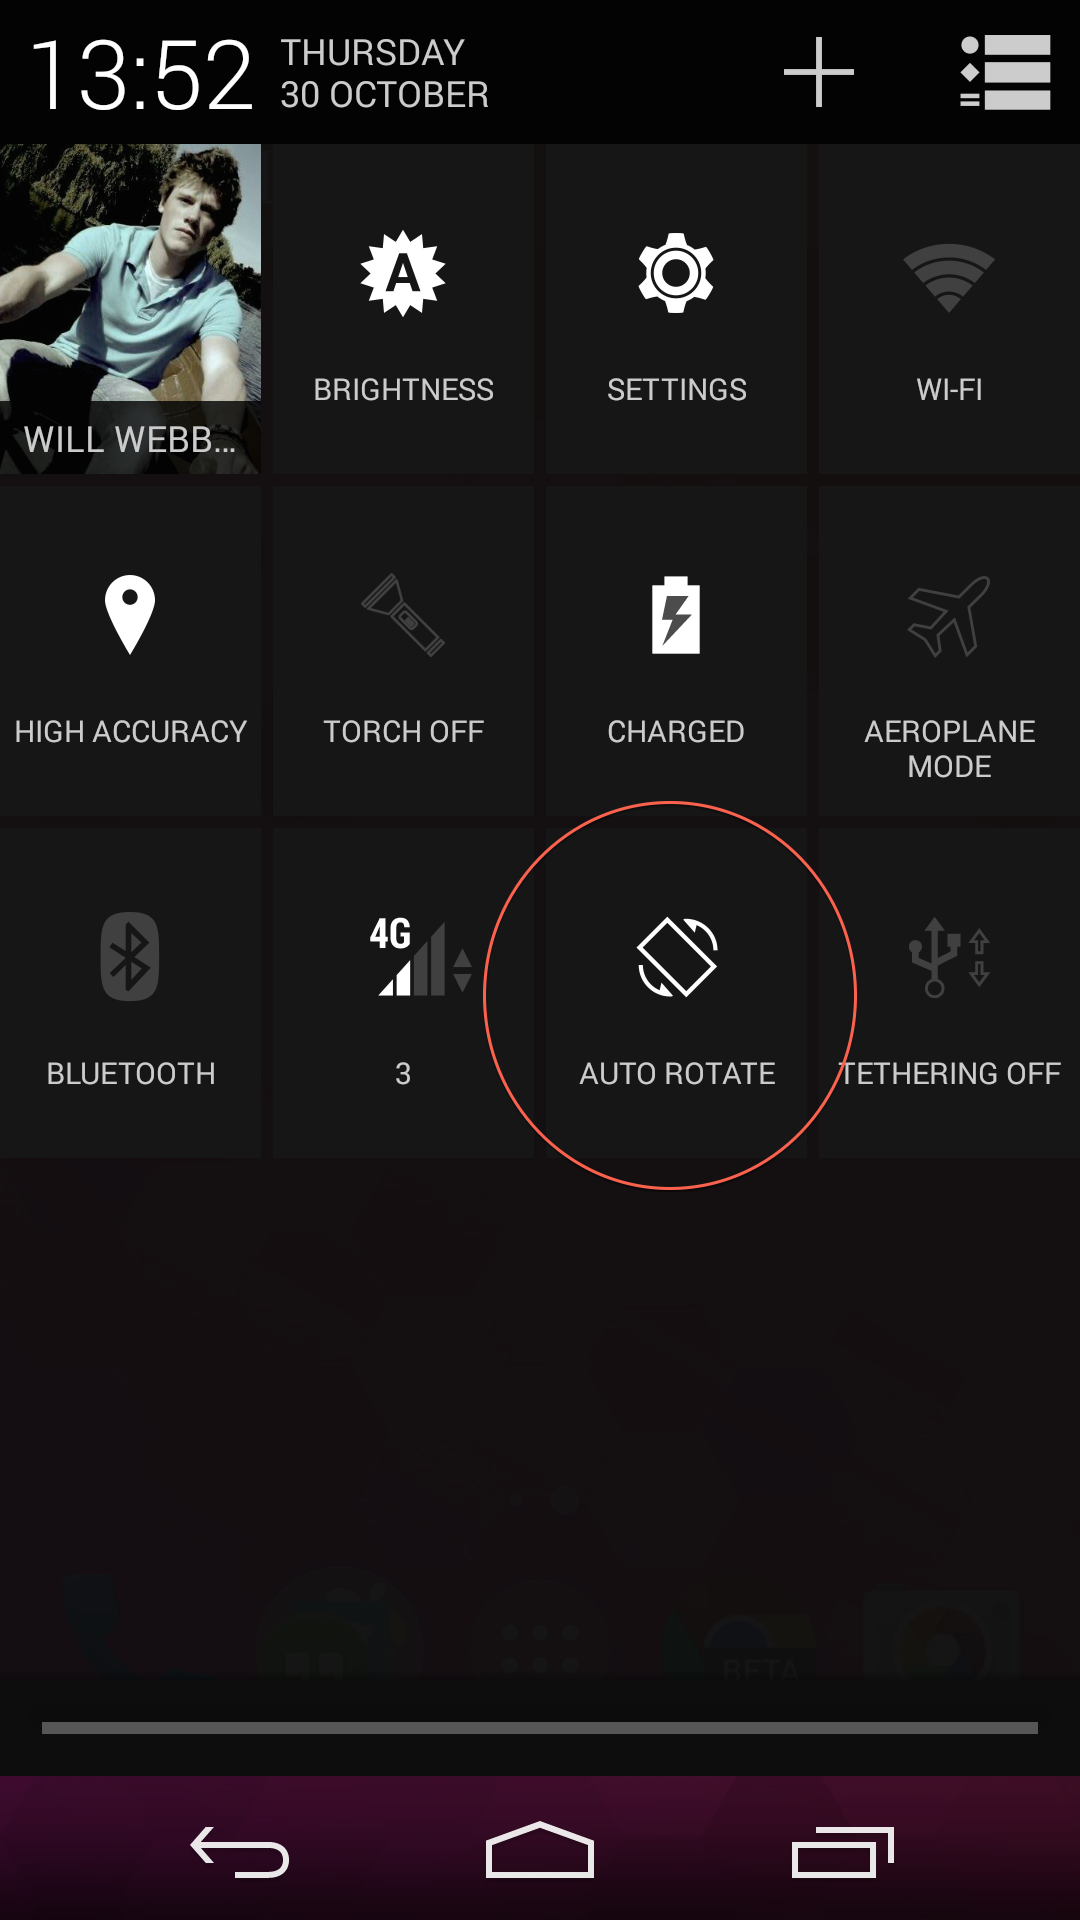 13:52
THURSDAY
30 OCTOBER
WILL WEBB...
A
BRIGHTNESS
SETTINGS
WI-FI
HIGH ACCURACY
TORCH OFF
CHARGED
AEROPLANE
MODE
BLUETOOTH
4G
3
AUTO ROTATE
TETHERING OFF
BETA